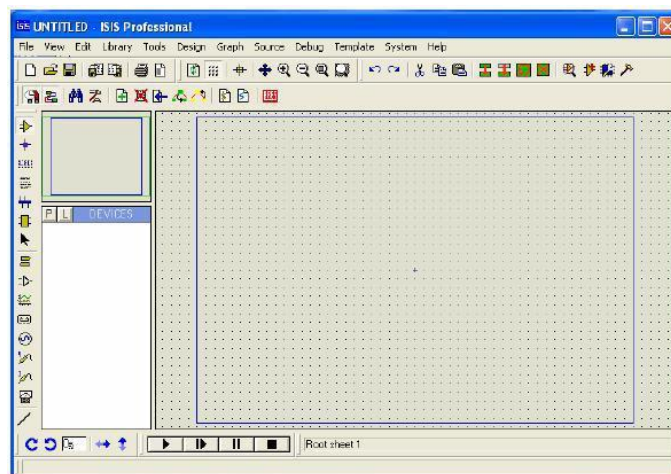 ISIS UNTITLED - ISIS Professional
File View Edit Library Tools Design Graph Source Debug Template System Help
P L DEVICES
Root sheet 1